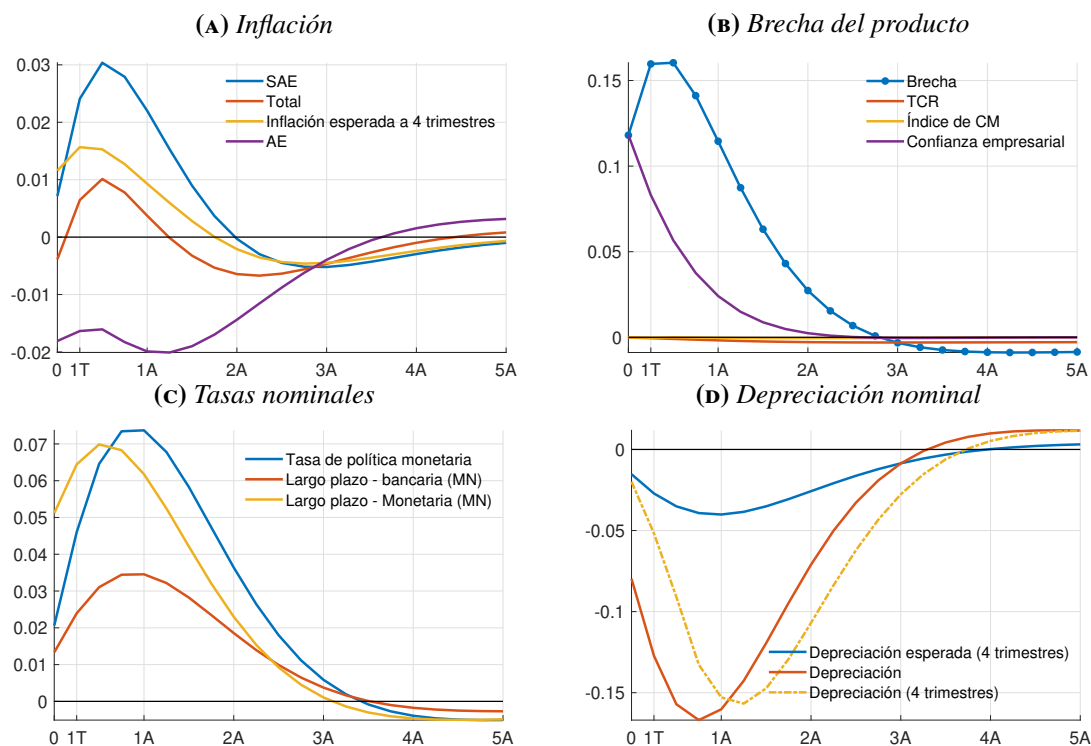 (A) Inflación
0.03
0.02
0.01
0
-0.01
-0.02
SAE
Total
Inflación esperada a 4 trimestres
AE
0 1T 1A 2A 3A 4A 5A
(B) Brecha del producto
0.15
0.1
0.05
0
Brecha
TCR
Índice de CM
Confianza empresarial
0 1T 1A 2A 3A 4A 5A
(C) Tasas nominales
0.07
0.06
0.05
0.04
0.03
0.02
0.01
0
Tasa de política monetaria
Largo plazo - bancaria (MN)
Largo plazo - Monetaria (MN)
0 1T 1A 2A 3A 4A 5A
(D) Depreciación nominal
0
-0.05
-0.1
-0.15
Depreciación esperada (4 trimestres)
Depreciación
Depreciación (4 trimestres)
0 1T 1A 2A 3A 4A 5A